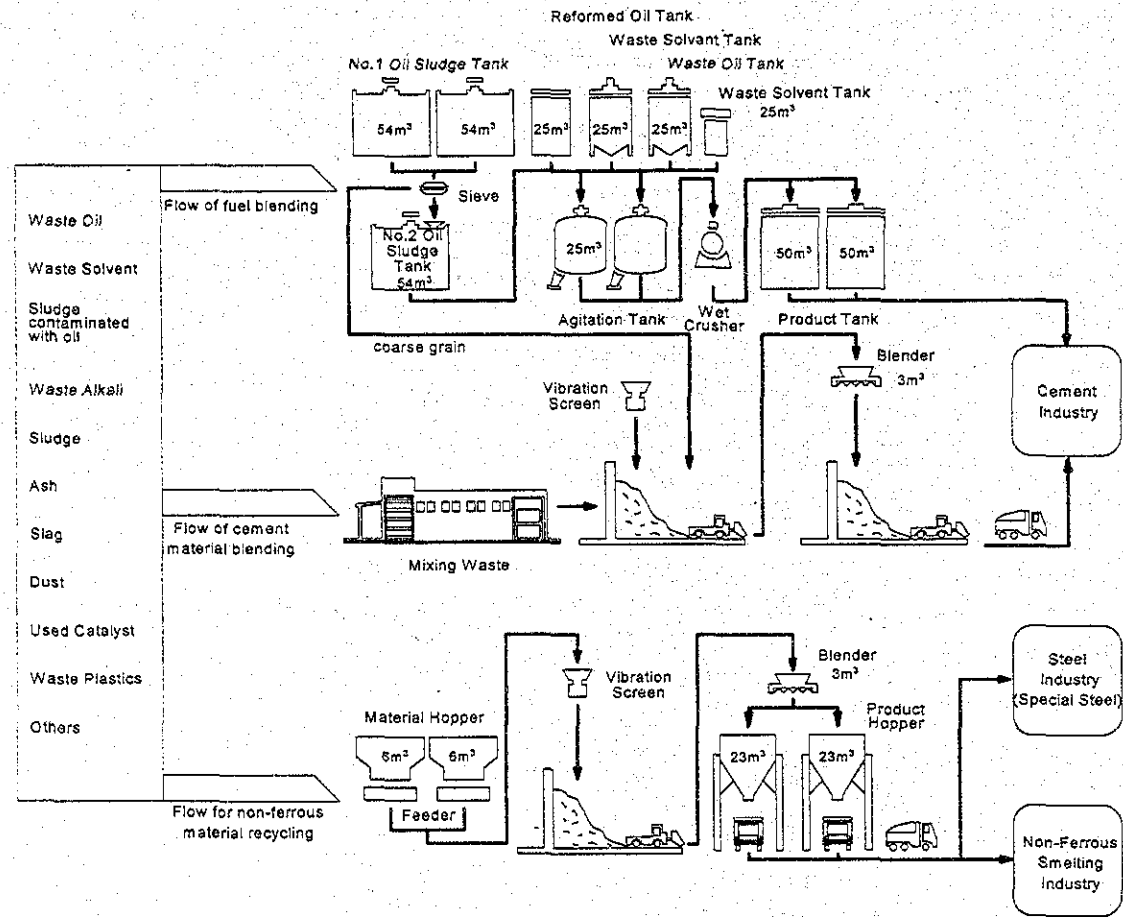 Reformed Oil Tank
Waste Solvant Tank
Waste Oil Tank
No.1 Oil Sludge Tank
Waste Solvent Tank
25m³
54m³
54m³
25m³
25m³
25m³
Flow of fuel blending
Sieve
Waste Oil
Waste Solvent
Sludge
contaminated
with oil
Waste Alkali
Sludge
Ash
Slag
Dust
Used Catalyst
Waste Plastics
Others
No.2 Oil
Sludge
Tank
54m³
25m³
50m³
50m³
Agitation Tank
Wet
Crusher
Product Tank
coarse grain
Vibration
Screen
Blender
3m³
Cement
Industry
Flow of cement
material blending
Mixing Waste
Vibration
Screen
Blender
3m³
Steel
Industry
(Special Steel)
Material Hopper
6m³
6m³
Product
Hopper
23m³
23m³
Feeder
Flow for non-ferrous
material recycling
Non-Ferrous
Smelting
Industry